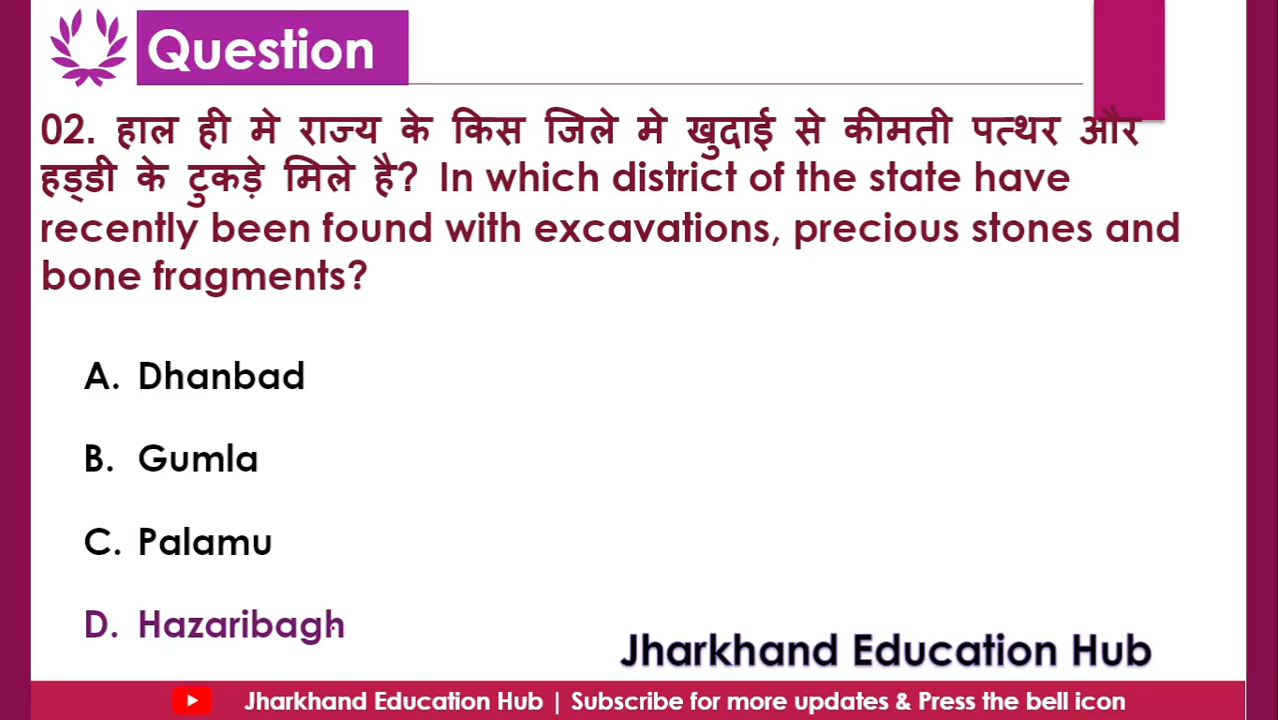 Question
02. हाल ही मे राज्य के किस जिले मे खुदाई से कीमती पत्थर और
हड्डी के टुकड़े मिले है? In which district of the state have
recently been found with excavations, precious stones and
bone fragments?
A. Dhanbad
B. Gumla
C. Palamu
D. Hazaribagh
Jharkhand Education Hub
Jharkhand Education Hub | Subscribe for more updates & Press the bell icon